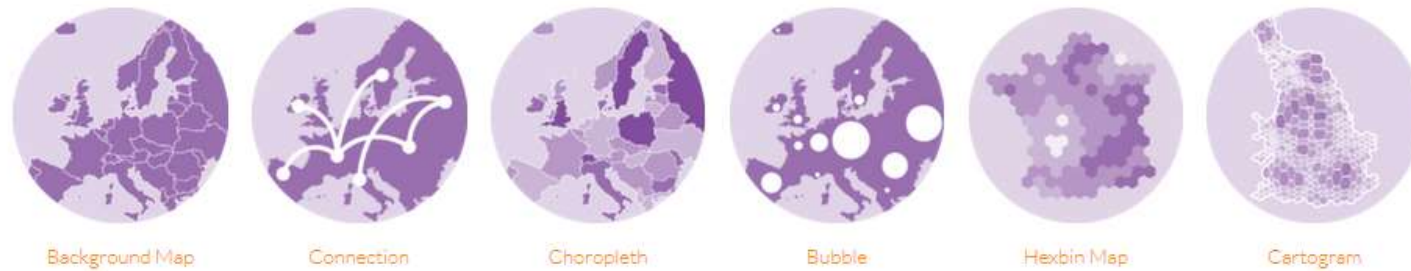 Background Map
Connection
Choropleth
Bubble
Hexbin Map
Cartogram